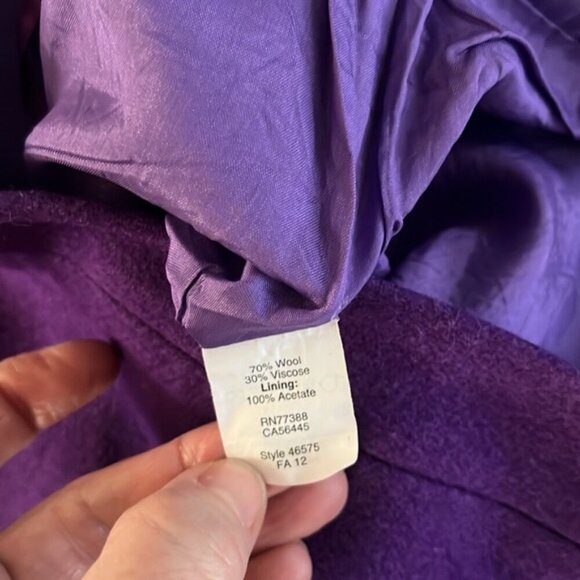 70% Wool
30% Viscose
Lining:
100% Acetate
RN77388
CA56445
Style 46575
FA 12